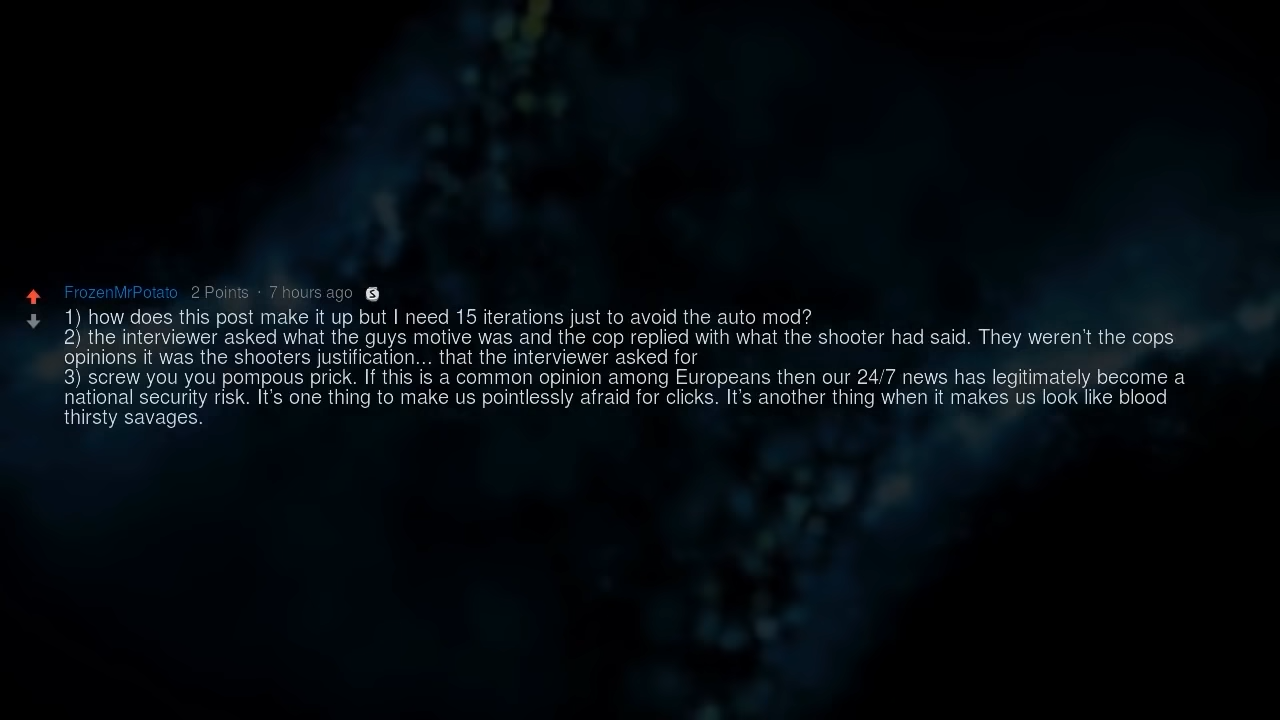 FrozenMrPotato 2 Points · 7 hours ago S
1) how does this post make it up but I need 15 iterations just to avoid the auto mod?
2) the interviewer asked what the guys motive was and the cop replied with what the shooter had said. They weren't the cops
opinions it was the shooters justification... that the interviewer asked for
3) screw you you pompous prick. If this is a common opinion among Europeans then our 24/7 news has legitimately become a
national security risk. It's one thing to make us pointlessly afraid for clicks. It's another thing when it makes us look like blood
thirsty savages.